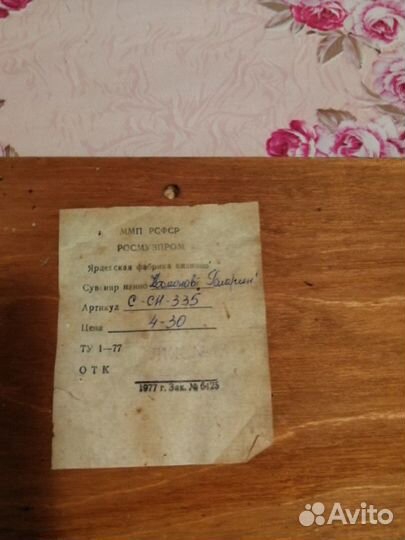 ММП РСФСР
РОСМУЗПРОМ
фабрика
Сувенир панно
Артикул С-СН-335
Цена 4-30
ТУ 1—77
ОТК
1977 г. Зак. № 6425
Avito